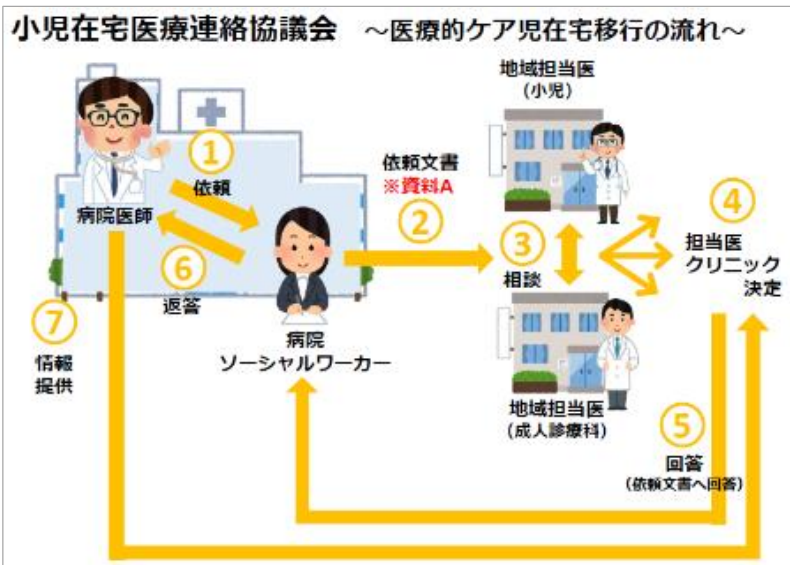 小児在宅医療連絡協議会 ～医療的ケア児在宅移行の流れ～
地域担当医
(小児)
①
依頼
病院医師
依頼文書
※資料A
②
③
相談
④
担当医
クリニック
決定
⑥
返答
病院
ソーシャルワーカー
⑦
情報
提供
地域担当医
(成人診療科)
⑤
回答
(依頼文書へ回答)